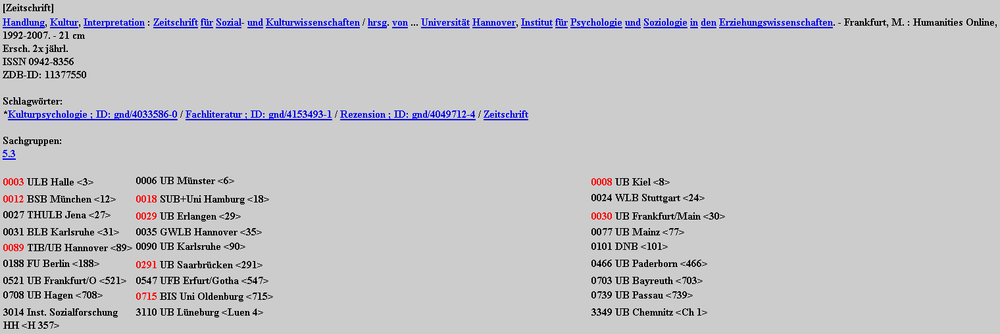 [Zeitschrift]
Handlung, Kultur, Interpretation : Zeitschrift für Sozial- und Kulturwissenschaften / hrsg. von ... Universität Hannover, Institut für Psychologie und Soziologie in den Erziehungswissenschaften. - Frankfurt, M. : Humanities Online,
1992-2007. - 21 cm
Ersch. 2x jährl.
ISSN 0942-8356
ZDB-ID: 11377550
Schlagwörter:
*Kulturpsychologie ; ID: gnd/4033586-0 / Fachliteratur ; ID: gnd/4153493-1 / Rezension ; ID: gnd/4049712-4 / Zeitschrift
Sachgruppen:
5.3
0003 ULB Halle <3> 0006 UB Münster <6> 0008 UB Kiel <8>
0012 BSB München <12> 0018 SUB+Uni Hamburg <18> 0024 WLB Stuttgart <24>
0027 THULB Jena <27> 0029 UB Erlangen <29> 0030 UB Frankfurt/Main <30>
0031 BLB Karlsruhe <31> 0035 GWLB Hannover <35> 0077 UB Mainz <77>
0089 TIB/UB Hannover <89> 0090 UB Karlsruhe <90> 0101 DNB <101>
0188 FU Berlin <188> 0291 UB Saarbrücken <291> 0466 UB Paderborn <466>
0521 UB Frankfurt/O <521> 0547 UFB Erfurt/Gotha <547> 0703 UB Bayreuth <703>
0708 UB Hagen <708> 0715 BIS Uni Oldenburg <715> 0739 UB Passau <739>
3014 Inst. Sozialforschung 3110 UB Lüneburg <Luen 4> 3349 UB Chemnitz <Ch 1>
HH <H 357>